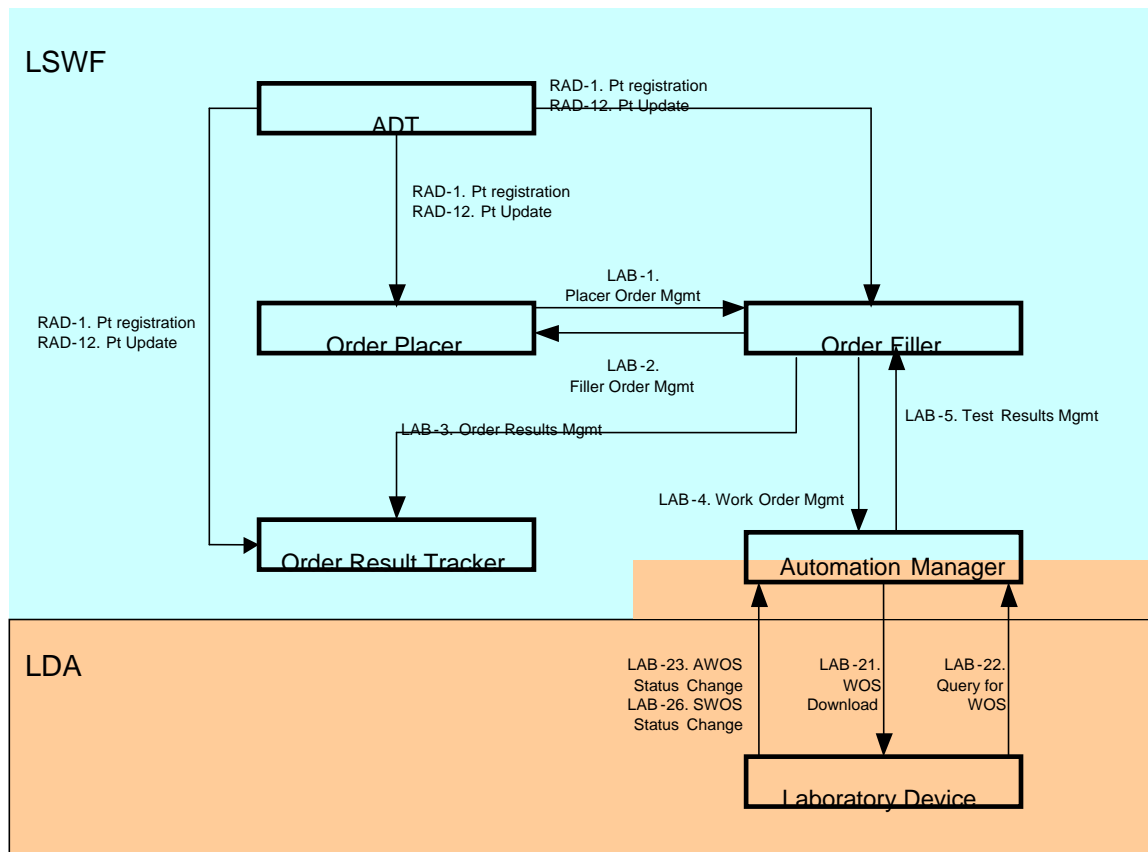 LSWF
RAD-1. Pt registration
RAD-12. Pt Update
ADT
RAD-1. Pt registration
RAD-12. Pt Update
LAB-1.
Placer Order Mgmt
RAD-1. Pt registration
RAD-12. Pt Update
Order Placer
Order Filler
LAB-2.
Filler Order Mgmt
LAB-3. Order Results Mgmt
LAB-5. Test Results Mgmt
LAB-4. Work Order Mgmt
Order Result Tracker
Automation Manager
LDA
LAB-23. AWOS
Status Change
LAB-26. SWOS
Status Change
LAB-21.
WOS
Download
LAB-22.
Query for
WOS
Laboratory Device